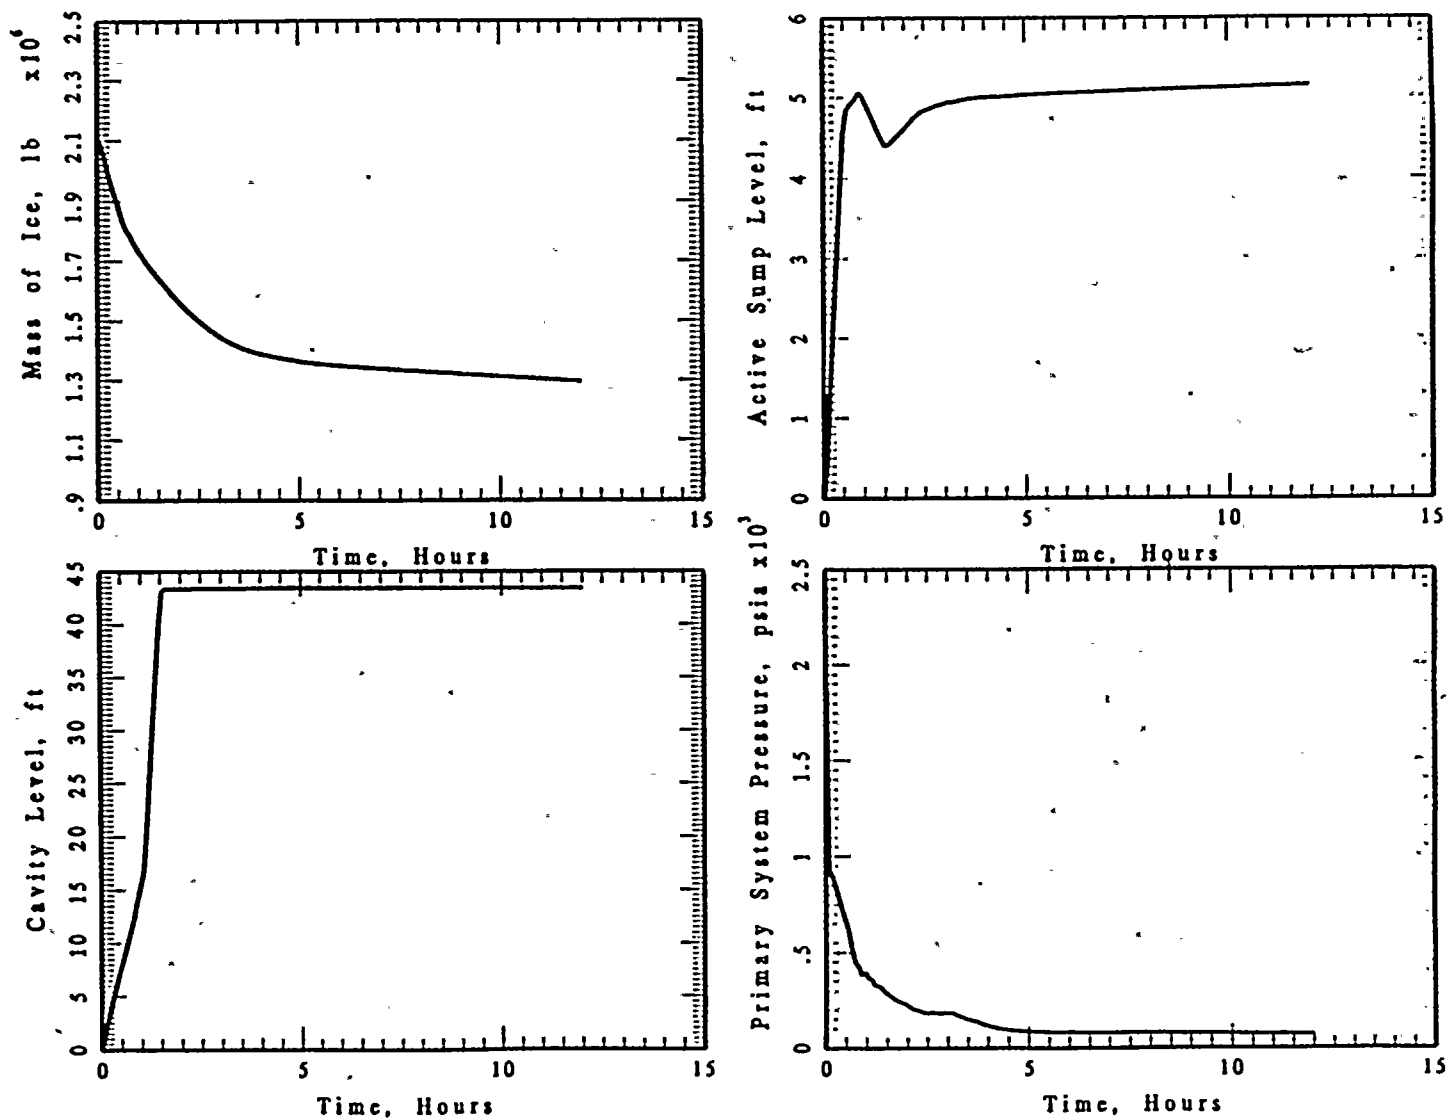 Mass of Ice, lb x10⁶
2.5
2.3
2.1
1.9
1.7
1.5
1.3
1.1
.9
0 5 10 15
Time, Hours
Active Sump Level, ft
6
5
4
3
2
1
0
0 5 10 15
Time, Hours
Cavity Level, ft
45
40
35
30
25
20
15
10
5
0
0 5 10 15
Time, Hours
Primary System Pressure, psia x10³
2.5
2
1.5
1
.5
0
0 5 10 15
Time, Hours